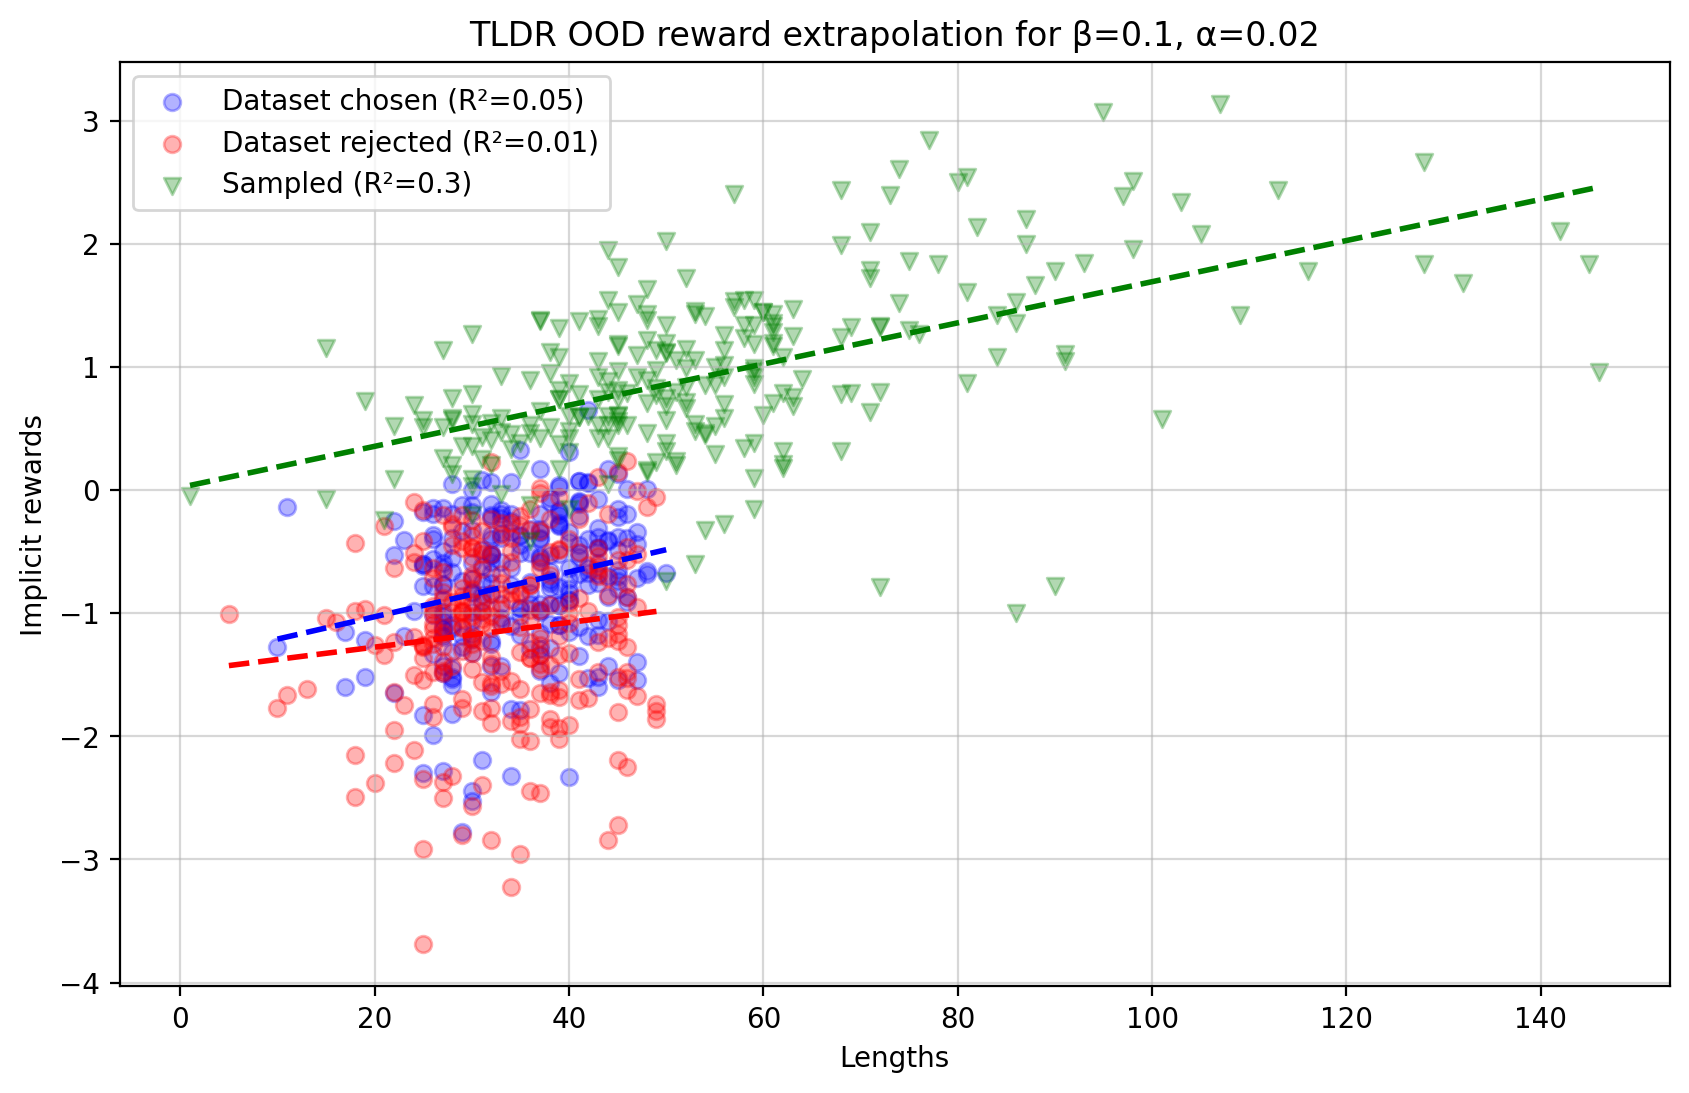 TLDR OOD reward extrapolation for β=0.1, α=0.02
Dataset chosen (R²=0.05)
Dataset rejected (R²=0.01)
Sampled (R²=0.3)
Implicit rewards
3
2
1
0
−1
−2
−3
−4
0 20 40 60 80 100 120 140
Lengths